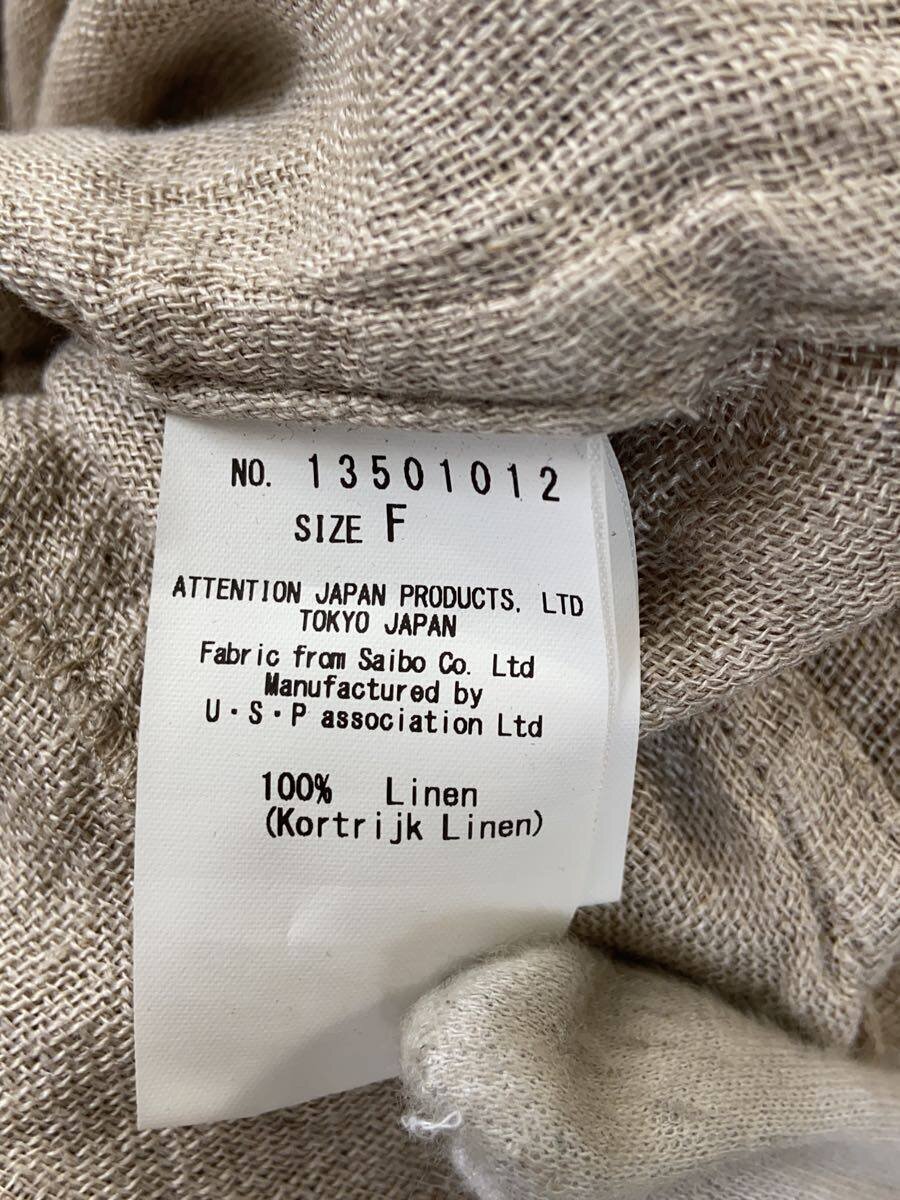 NO. 13501012
SIZE F
ATTENTION JAPAN PRODUCTS. LTD
TOKYO JAPAN
Fabric from Saibo Co. Ltd
Manufactured by
U・S・P association Ltd
100% Linen
(Kortrijk Linen)